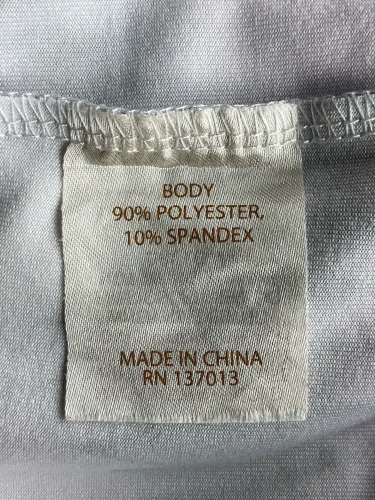 BODY
90% POLYESTER,
10% SPANDEX
MADE IN CHINA
RN 137013